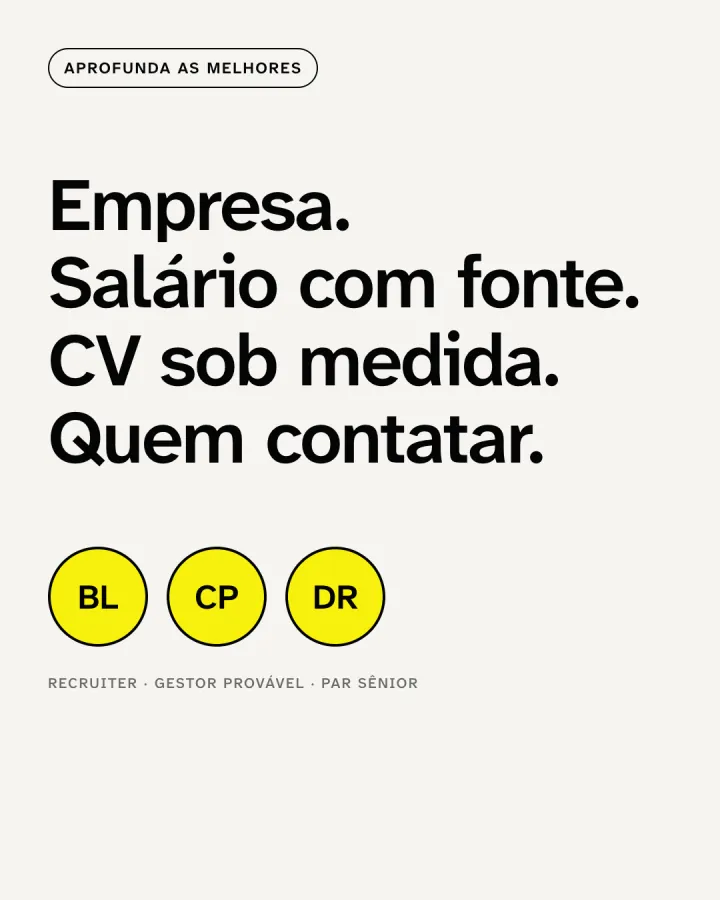 APROFUNDA AS MELHORES
Empresa.
Salário com fonte.
CV sob medida.
Quem contatar.
BL CP DR
RECRUITER · GESTOR PROVÁVEL · PAR SÊNIOR